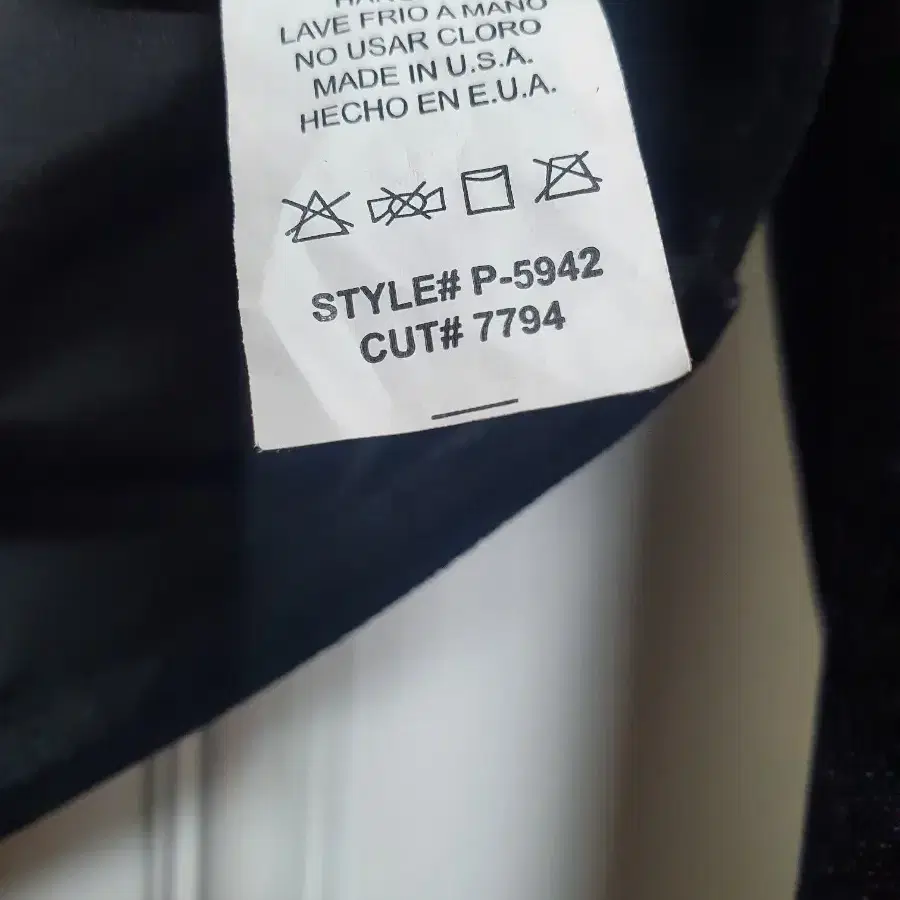 LAVE FRIO A MANO
NO USAR CLORO
MADE IN U.S.A.
HECHO EN E.U.A.
STYLE# P-5942
CUT# 7794